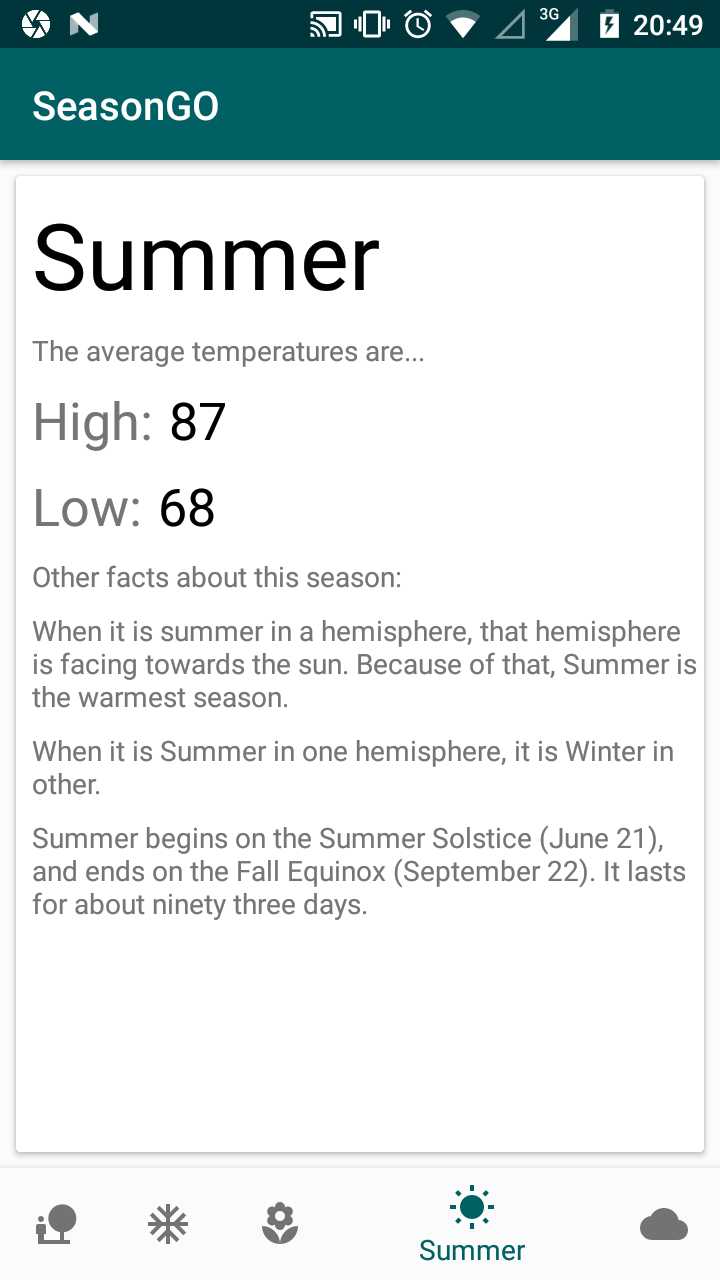 3G 20:49
SeasonGO
Summer
The average temperatures are...
High: 87
Low: 68
Other facts about this season:
When it is summer in a hemisphere, that hemisphere
is facing towards the sun. Because of that, Summer is
the warmest season.
When it is Summer in one hemisphere, it is Winter in
other.
Summer begins on the Summer Solstice (June 21),
and ends on the Fall Equinox (September 22). It lasts
for about ninety three days.
Summer